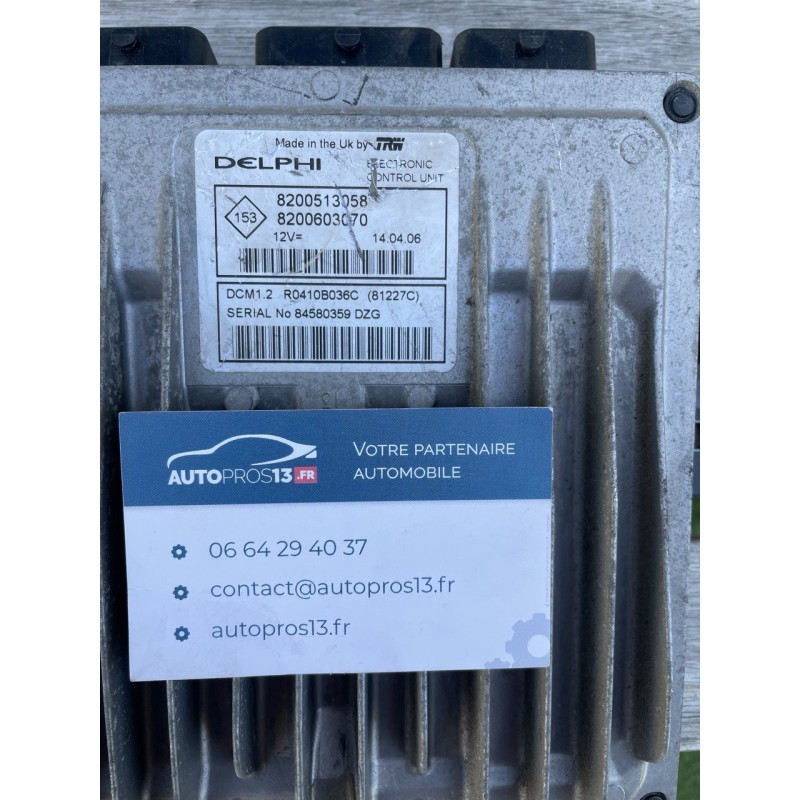 Made in the Uk by TRW
DELPHI
ELECTRONIC
CONTROL UNIT
153
8200513058
8200603070
12V=
14.04.06
DCM1.2 R0410B036C (81227C)
SERIAL No 84580359 DZG
AUTOPROS13.FR
VOTRE PARTENAIRE
AUTOMOBILE
06 64 29 40 37
contact@autopros13.fr
autopros13.fr